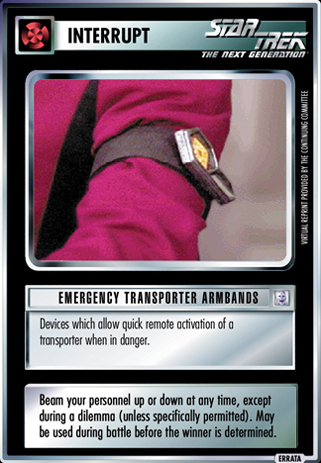 INTERRUPT
STAR TREK
THE NEXT GENERATION
VIRTUAL REPRINT PROVIDED BY THE CONTINUING COMMITTEE
EMERGENCY TRANSPORTER ARMBANDS
Devices which allow quick remote activation of a
transporter when in danger.
Beam your personnel up or down at any time, except
during a dilemma (unless specifically permitted). May
be used during battle before the winner is determined.
ERRATA